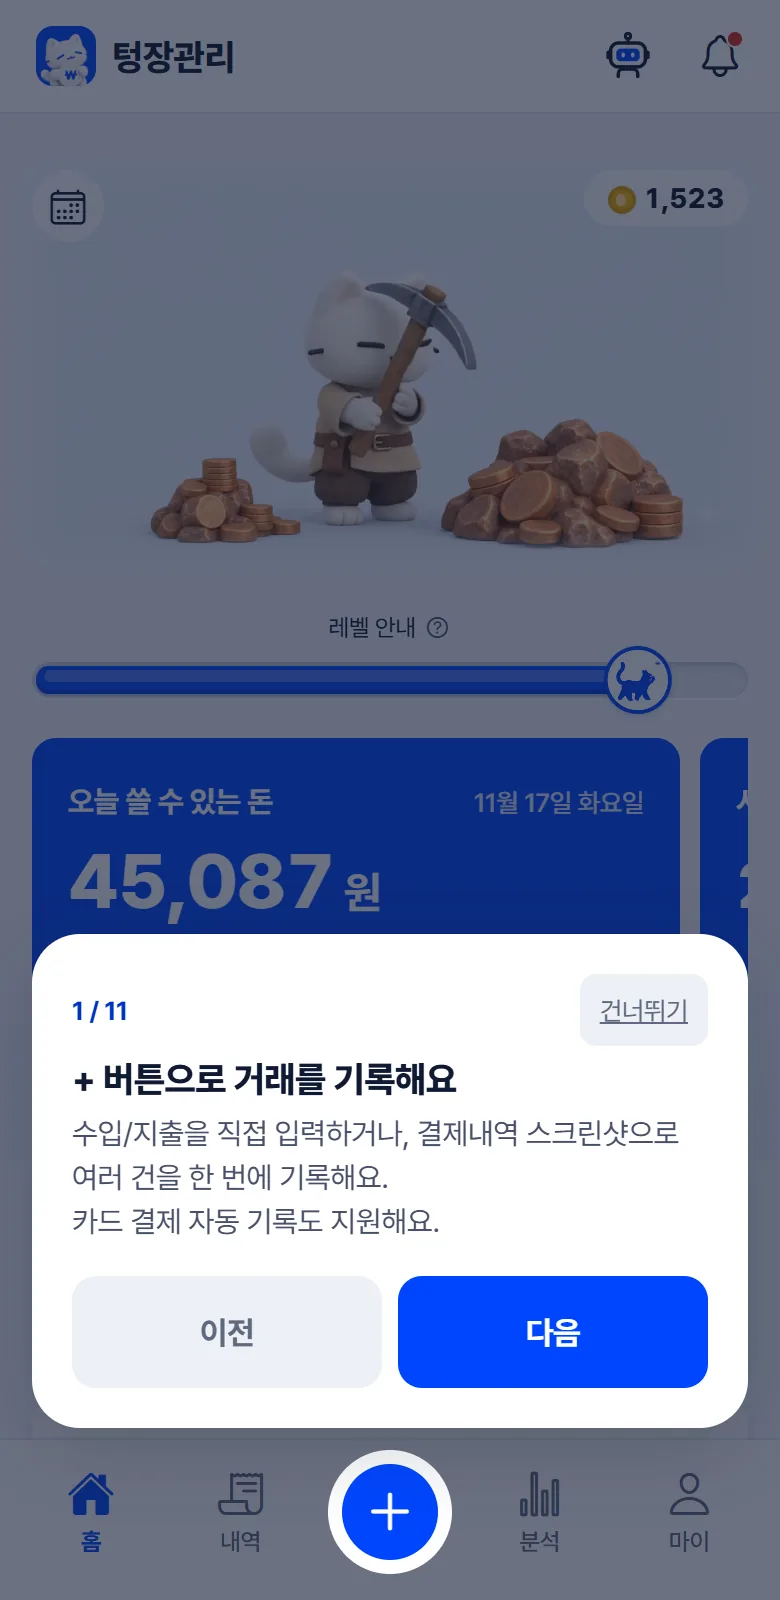 텅장관리
1,523
레벨 안내 ?
오늘 쓸 수 있는 돈
11월 17일 화요일
45,087 원
1 / 11
건너뛰기
+ 버튼으로 거래를 기록해요
수입/지출을 직접 입력하거나, 결제내역 스크린샷으로
여러 건을 한 번에 기록해요.
카드 결제 자동 기록도 지원해요.
이전
다음
홈
내역
분석
마이